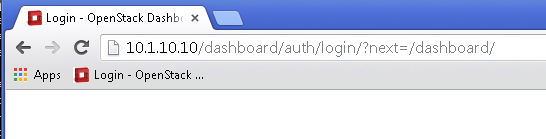 Login - OpenStack Dashb
10.1.10.10/dashboard/auth/login/?next=/dashboard/
Apps Login - OpenStack ...